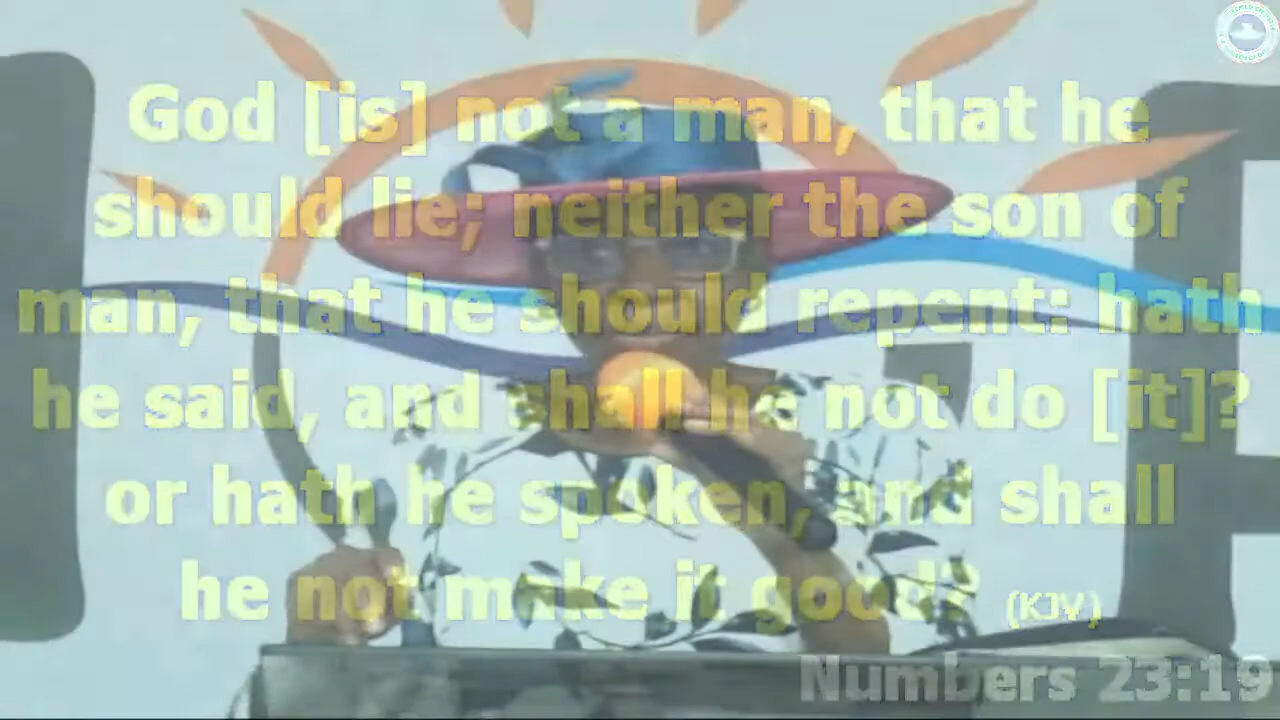 God [is] not a man, that he
should lie; neither the son of
man, that he should repent: hath
he said, and shall he not do [it]?
or hath he spoken, and shall
he not make it good? (KJV)
Numbers 23:19